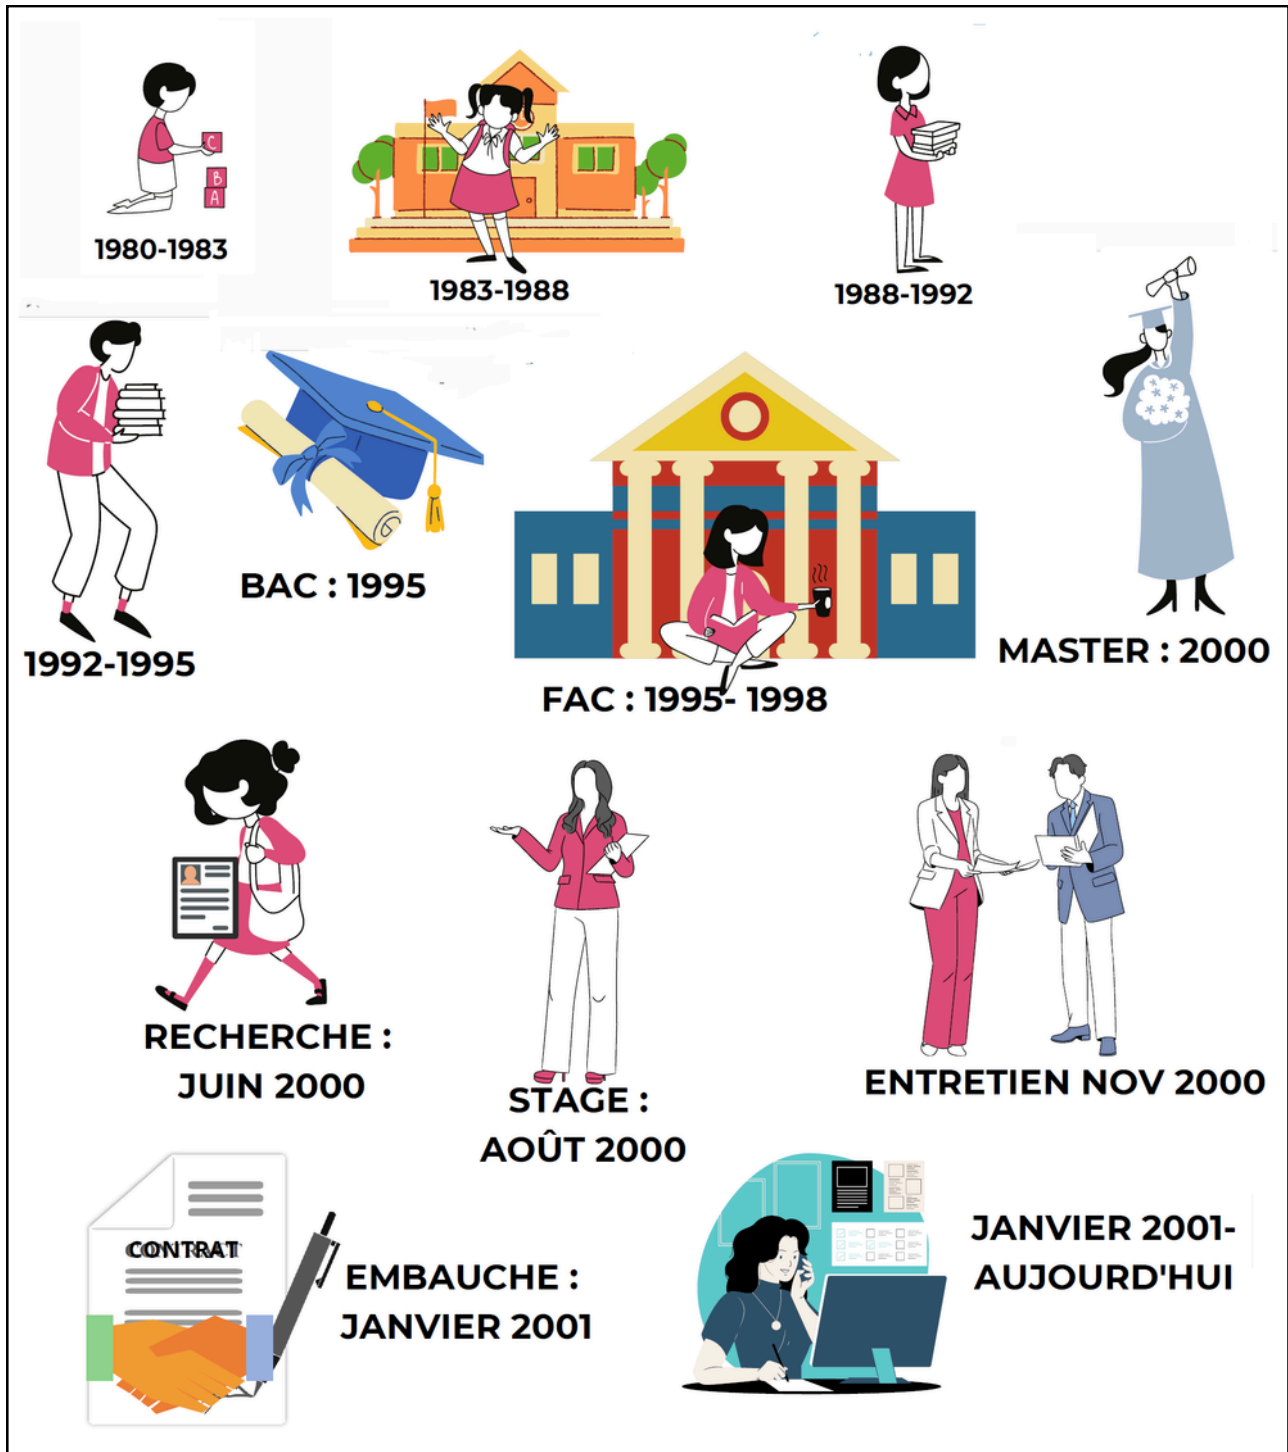 C
B
A
1980-1983
1983-1988
1988-1992
1992-1995
BAC : 1995
FAC : 1995- 1998
MASTER : 2000
RECHERCHE :
JUIN 2000
STAGE :
AOÛT 2000
ENTRETIEN NOV 2000
CONTRAT
EMBAUCHE :
JANVIER 2001
JANVIER 2001-
AUJOURD'HUI